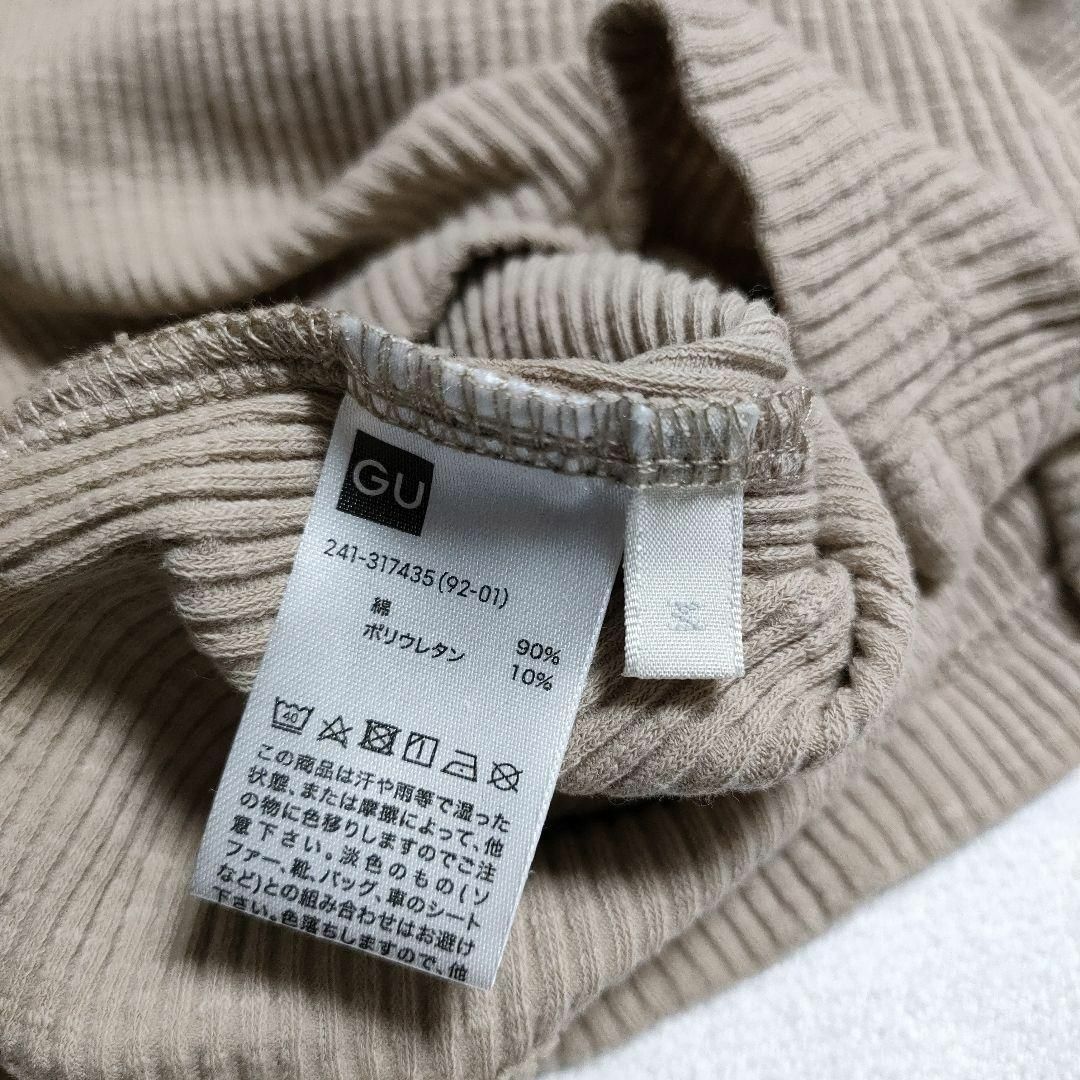 GU
241-317435(92-01)
綿 90%
ポリウレタン 10%
40
この商品は汗や雨等で湿った
状態、または摩擦によって、他
の物に色移りしますのでご注
意下さい。淡色のもの(ソ
ファー、靴、バッグ、車のシート
など)との組み合わせはお避け
下さい。色落ちしますので、他